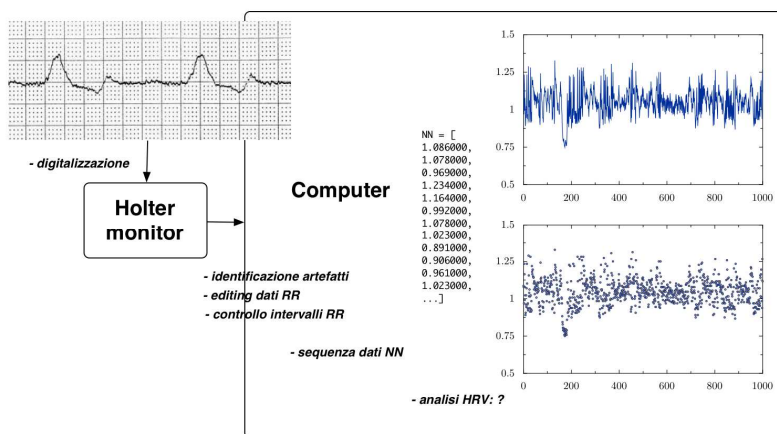 - digitalizzazione
Holter
monitor
Computer
- identificazione artefatti
- editing dati RR
- controllo intervalli RR
- sequenza dati NN
- analisi HRV: ?
NN = [
1.086000,
1.078000,
0.969000,
1.234000,
1.164000,
0.992000,
1.078000,
1.023000,
0.891000,
0.906000,
0.961000,
1.023000,
...]
1.5
1.25
1
0.75
0.5
0 200 400 600 800 1000
1.5
1.25
1
0.75
0.5
0 200 400 600 800 1000